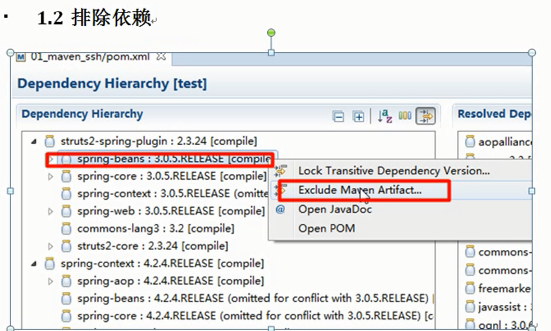 1.2 排除依赖
01_maven_ssh/pom.xml
Dependency Hierarchy [test]
Dependency Hierarchy
Resolved Dep
struts2-spring-plugin : 2.3.24 [compile]
spring-beans : 3.0.5.RELEASE [compile
spring-core : 3.0.5.RELEASE [compile]
spring-context : 3.0.5.RELEASE (omitte
spring-web : 3.0.5.RELEASE [compile]
commons-lang3 : 3.2 [compile]
struts2-core : 2.3.24 [compile]
spring-context : 4.2.4.RELEASE [compile]
spring-aop : 4.2.4.RELEASE [compile]
spring-beans : 4.2.4.RELEASE (omitted for conflict with 3.0.5.RELEASE)
spring-core : 4.2.4.RELEASE (omitted for conflict with 3.0.5.RELEASE) [c
Lock Transitive Dependency Version...
Exclude Maven Artifact...
@ Open JavaDoc
Open POM
aopallianc
commons-
commons-
freemarke
javassist :